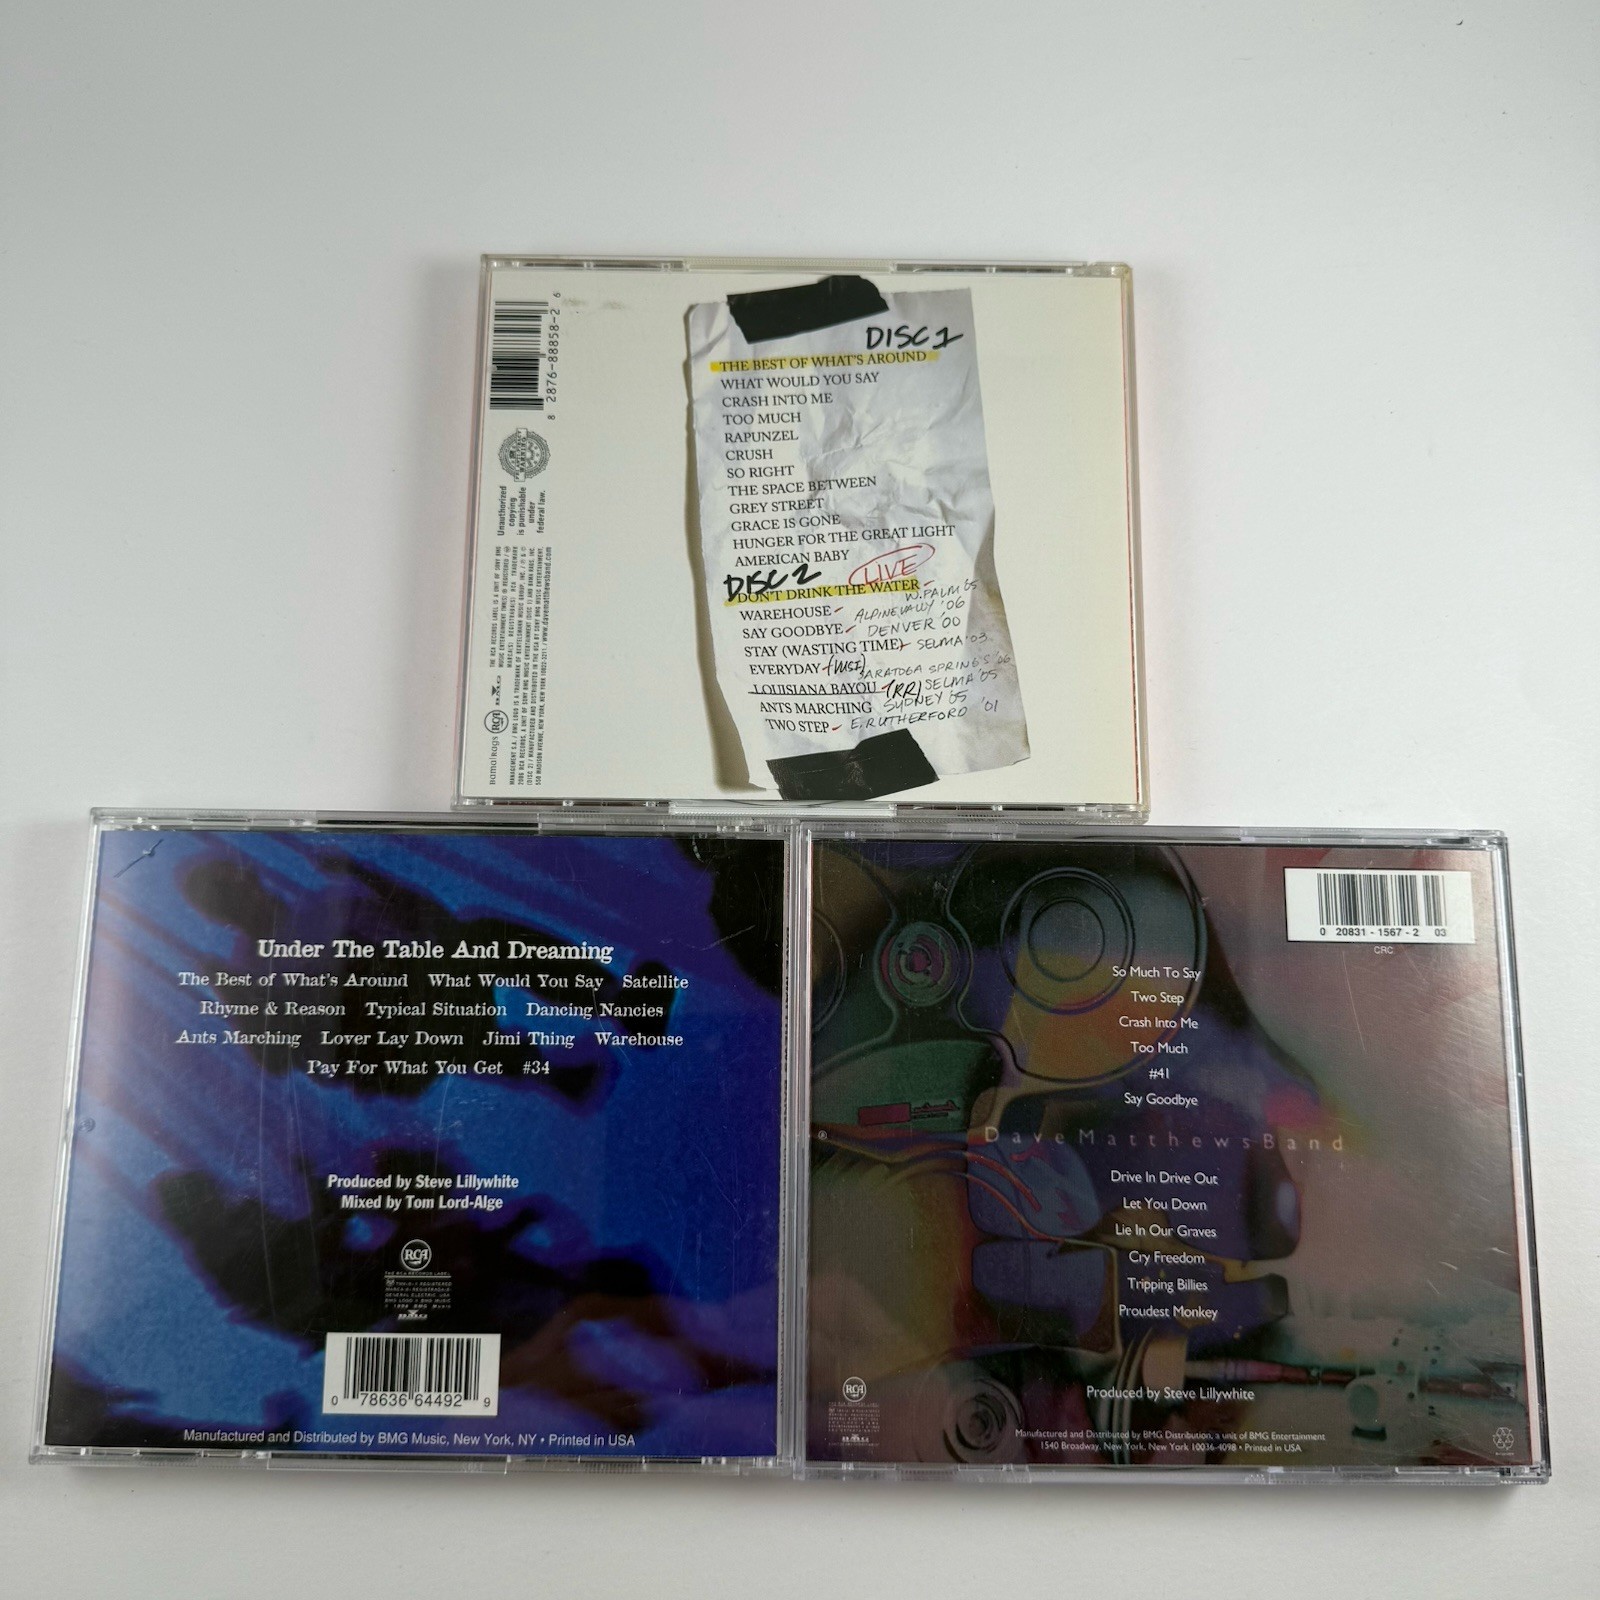 DISC 1
THE BEST OF WHAT'S AROUND
WHAT WOULD YOU SAY
CRASH INTO ME
TOO MUCH
RAPUNZEL
CRUSH
SO RIGHT
THE SPACE BETWEEN
GREY STREET
GRACE IS GONE
HUNGER FOR THE GREAT LIGHT
AMERICAN BABY
DISC 2 LIVE
DON'T DRINK THE WATER - W. PALM '05
WAREHOUSE - ALPINE VALLY '06
SAY GOODBYE - DENVER '00
STAY (WASTING TIME) - SELMA '03
EVERYDAY - SARATOGA SPRINGS '06
LOUISIANA BAYOU - (RR) SELMA '05
ANTS MARCHING SYDNEY '05
TWO STEP - E. RUTHERFORD '01
8 2876-88858-2 6
Unauthorized
copying
is punishable
under
federal law.
bama|Rags RCA BMG
Under The Table And Dreaming
The Best of What's Around What Would You Say Satellite
Rhyme & Reason Typical Situation Dancing Nancies
Ants Marching Lover Lay Down Jimi Thing Warehouse
Pay For What You Get #34
Produced by Steve Lillywhite
Mixed by Tom Lord-Alge
RCA
BMG
0 78636 64492 9
Manufactured and Distributed by BMG Music, New York, NY • Printed in USA
0 20831-1567-2 03
CRC
So Much To Say
Two Step
Crash Into Me
Too Much
#41
Say Goodbye
DaveMatthewsBand
Drive In Drive Out
Let You Down
Lie In Our Graves
Cry Freedom
Tripping Billies
Proudest Monkey
Produced by Steve Lillywhite
RCA
BMG
Manufactured and Distributed by BMG Distribution, a unit of BMG Entertainment
1540 Broadway, New York, New York 10036-4098 • Printed in USA